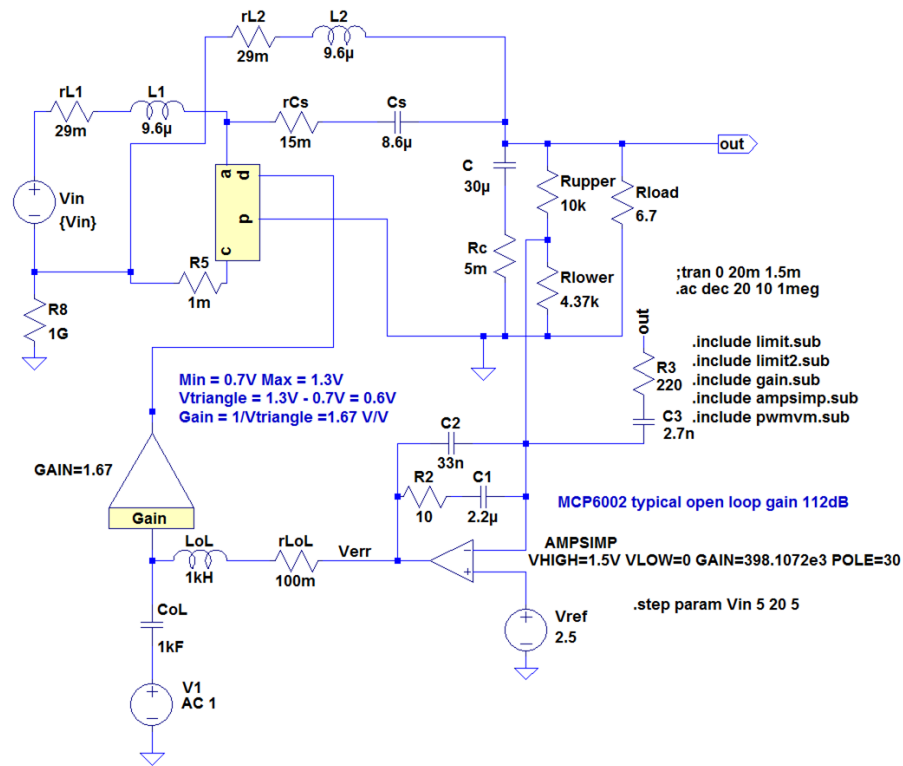 rL2
L2
29m
9.6µ
rL1
L1
29m
9.6µ
rCs
Cs
15m
8.6µ
Vin
{Vin}
a
d
p
c
R5
1m
R8
1G
out
C
30µ
Rc
5m
Rupper
10k
Rlower
4.37k
Rload
6.7
;tran 0 20m 1.5m
.ac dec 20 10 1meg
out
R3
220
C3
2.7n
.include limit.sub
.include limit2.sub
.include gain.sub
.include ampsimp.sub
.include pwmvm.sub
Min = 0.7V Max = 1.3V
Vtriangle = 1.3V - 0.7V = 0.6V
Gain = 1/Vtriangle =1.67 V/V
GAIN=1.67
Gain
C2
33n
R2
C1
10
2.2µ
MCP6002 typical open loop gain 112dB
LoL
1kH
rLoL
100m
Verr
AMPSIMP
VHIGH=1.5V VLOW=0 GAIN=398.1072e3 POLE=30
CoL
1kF
Vref
2.5
.step param Vin 5 20 5
V1
AC 1